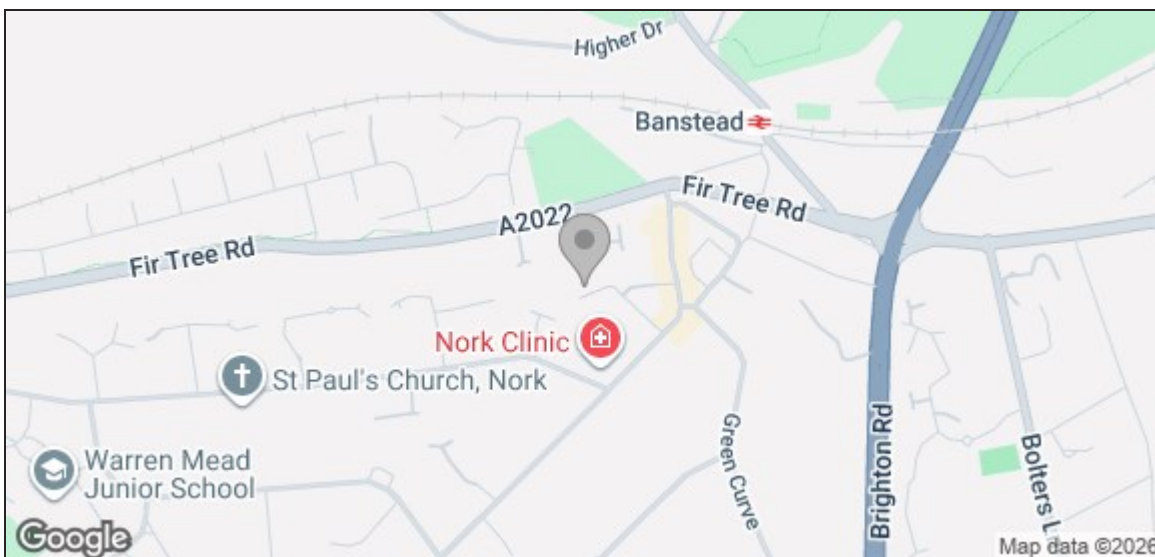 Higher Dr
Banstead
Fir Tree Rd
A2022
Fir Tree Rd
Nork Clinic
St Paul's Church, Nork
Warren Mead
Junior School
Green Curve
Brighton Rd
Bolters L
Google
Map data ©2026